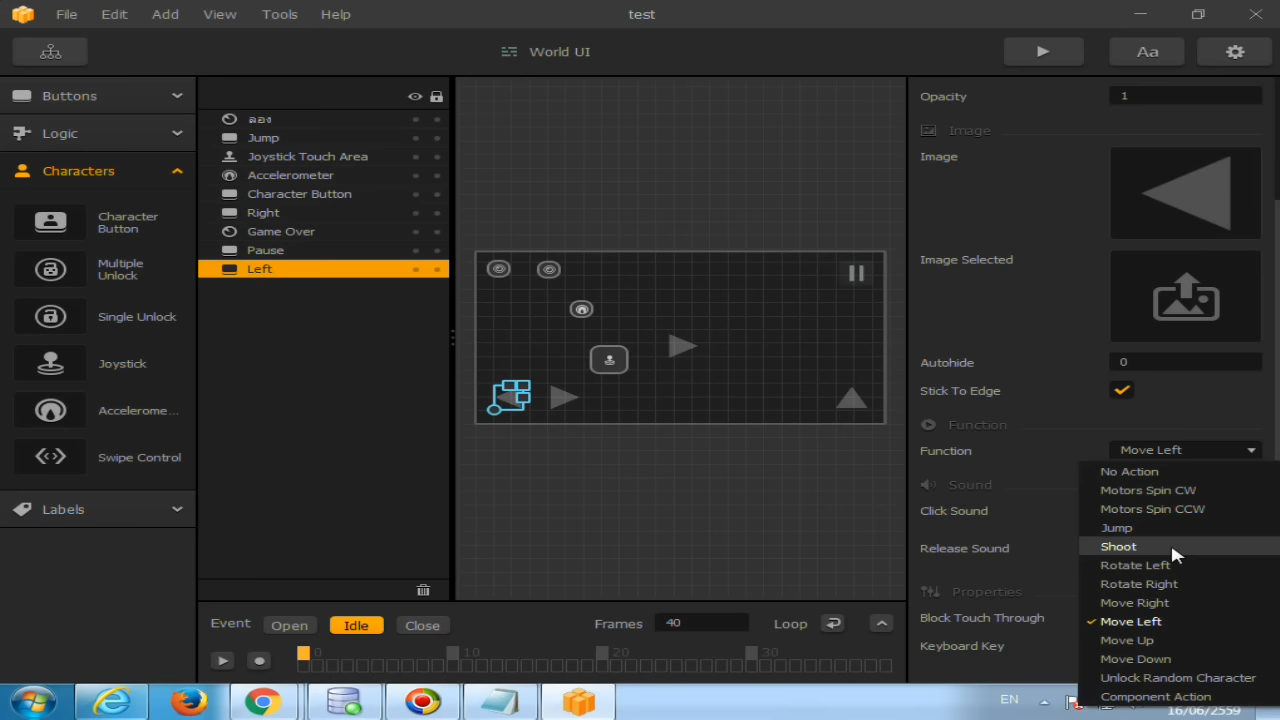 File Edit Add View Tools Help test
World UI
Aa
Buttons
Logic
Characters
Character Button
Multiple Unlock
Single Unlock
Joystick
Accelerome...
Swipe Control
Labels
ลอง
Jump
Joystick Touch Area
Accelerometer
Character Button
Right
Game Over
Pause
Left
Event Open Idle Close Frames 40 Loop
0 10 20 30
Opacity 1
Image
Image
Image Selected
Autohide 0
Stick To Edge
Function
Function Move Left
Sound
Click Sound
Release Sound
Properties
Block Touch Through
Keyboard Key
No Action
Motors Spin CW
Motors Spin CCW
Jump
Shoot
Rotate Left
Rotate Right
Move Right
Move Left
Move Up
Move Down
Unlock Random Character
Component Action
EN
16/06/2559